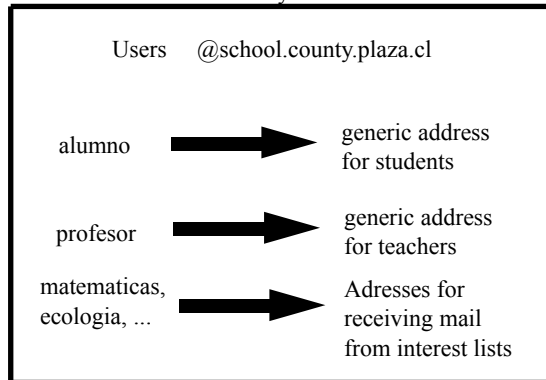 Users @school.county.plaza.cl
alumno
generic address
for students
profesor
generic address
for teachers
matematicas,
ecologia, ...
Adresses for
receiving mail
from interest lists